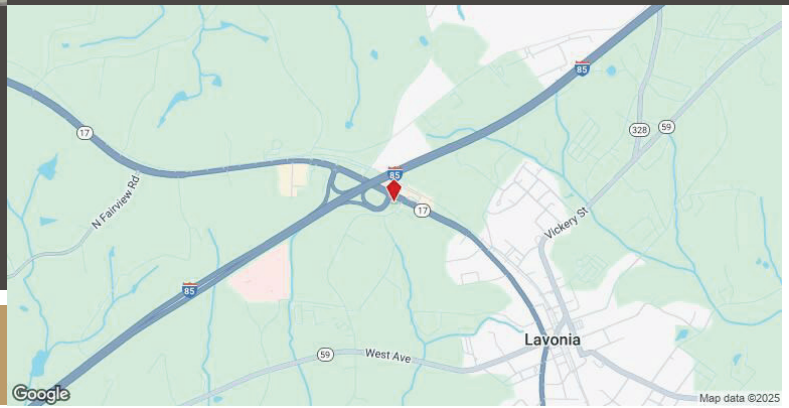 85
328
59
17
85
N Fairview Rd
17
Vickery St
85
Lavonia
59
West Ave
Google
Map data ©2025